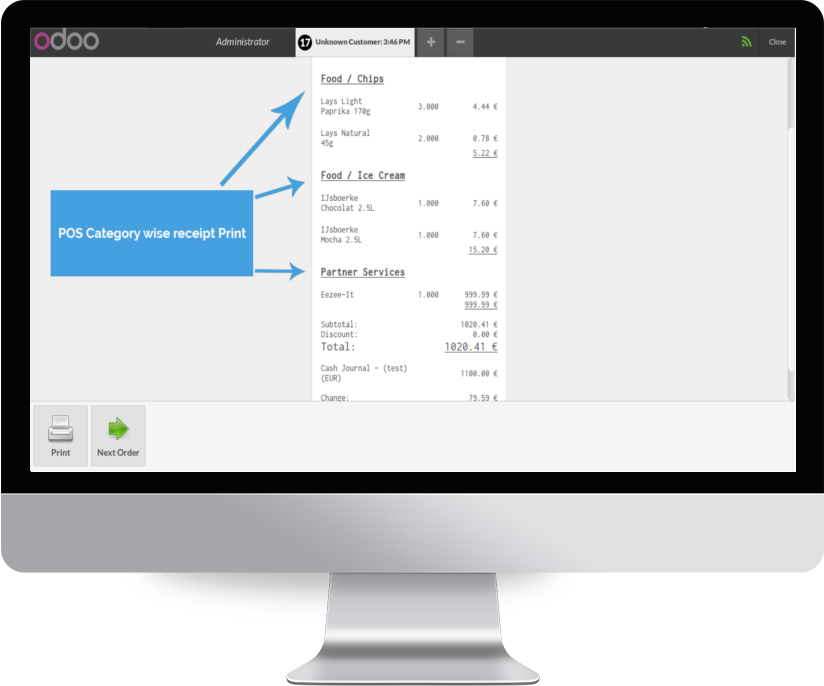 odoo
Administrator
17 Unknown Customer: 3:46 PM
+
−
Close
Food / Chips
Lays Light
Paprika 170g 3.000 4.44 €
Lays Natural
45g 2.000 0.78 €
5.22 €
Food / Ice Cream
IJsboerke
Chocolat 2.5L 1.000 7.60 €
IJsboerke
Mocha 2.5L 1.000 7.60 €
15.20 €
Partner Services
Eezee-It 1.000 999.99 €
999.99 €
Subtotal: 1020.41 €
Discount: 0.00 €
Total: 1020.41 €
Cash Journal - (test)
(EUR) 1100.00 €
Change: 79.59 €
POS Category wise receipt Print
Print
Next Order